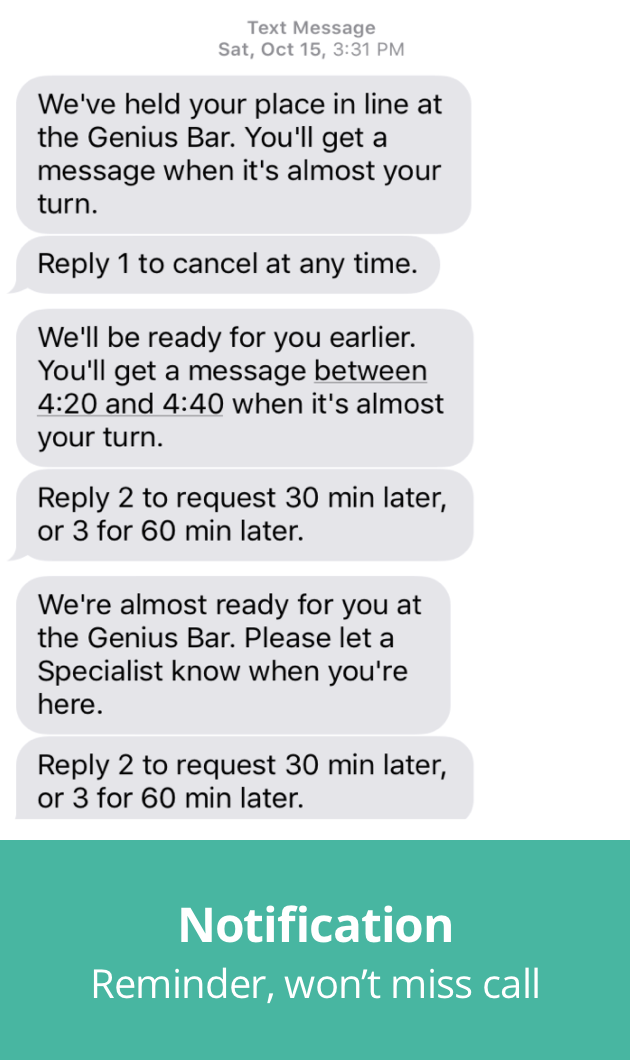 Text Message
Sat, Oct 15, 3:31 PM
We've held your place in line at
the Genius Bar. You'll get a
message when it's almost your
turn.
Reply 1 to cancel at any time.
We'll be ready for you earlier.
You'll get a message between
4:20 and 4:40 when it's almost
your turn.
Reply 2 to request 30 min later,
or 3 for 60 min later.
We're almost ready for you at
the Genius Bar. Please let a
Specialist know when you're
here.
Reply 2 to request 30 min later,
or 3 for 60 min later.
Notification
Reminder, won’t miss call